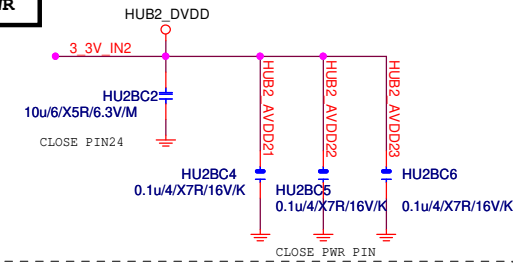 WR
HUB2_DVDD
3_3V_IN2
HU2BC2
10u/6/X5R/6.3V/M
CLOSE PIN24
HUB2_AVDD21
HUB2_AVDD22
HUB2_AVDD23
HU2BC4
0.1u/4/X7R/16V/K
HU2BC5
0.1u/4/X7R/16V/K
HU2BC6
0.1u/4/X7R/16V/K
CLOSE PWR PIN